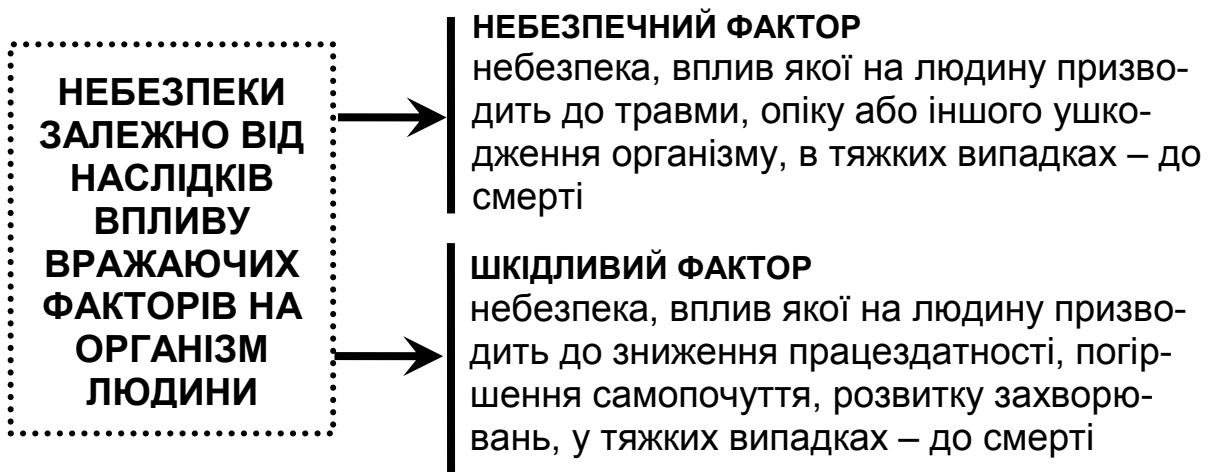 НЕБЕЗПЕКИ
ЗАЛЕЖНО ВІД
НАСЛІДКІВ
ВПЛИВУ
ВРАЖАЮЧИХ
ФАКТОРІВ НА
ОРГАНІЗМ
ЛЮДИНИ
НЕБЕЗПЕЧНИЙ ФАКТОР
небезпека, вплив якої на людину призво-
дить до травми, опіку або іншого ушко-
дження організму, в тяжких випадках – до
смерті
ШКІДЛИВИЙ ФАКТОР
небезпека, вплив якої на людину призво-
дить до зниження працездатності, погір-
шення самопочуття, розвитку захворю-
вань, у тяжких випадках – до смерті